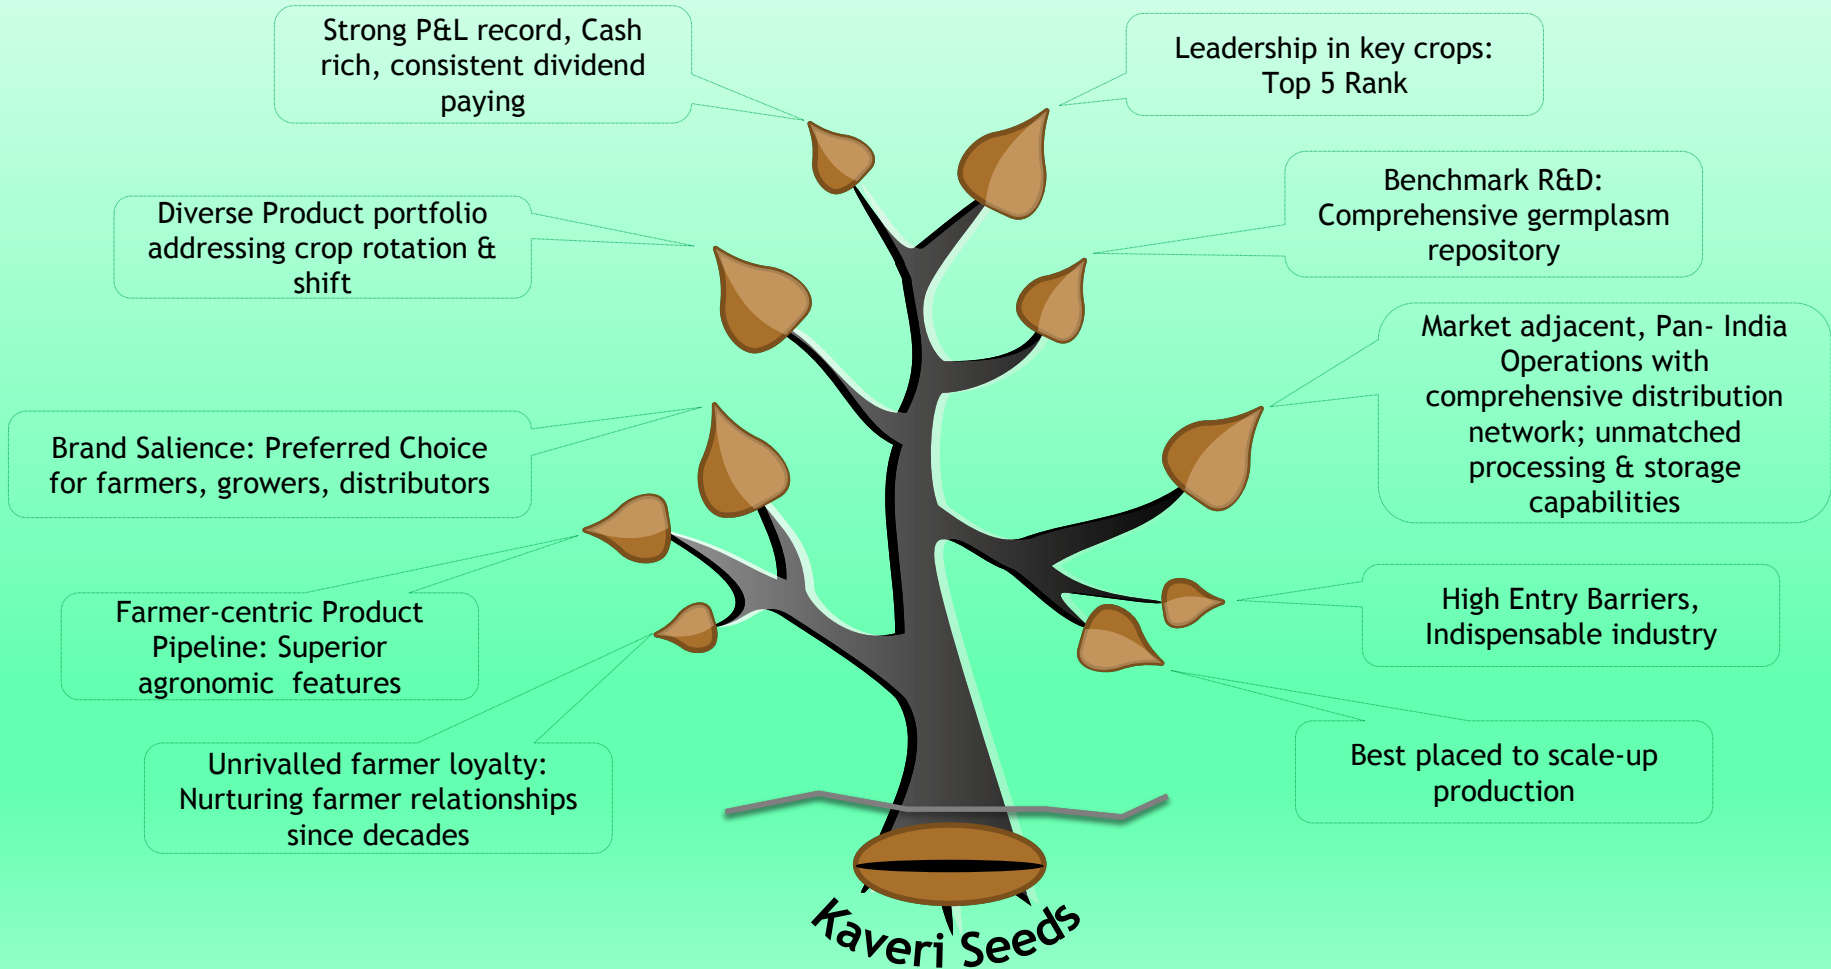 Strong P&L record, Cash
rich, consistent dividend
paying
Leadership in key crops:
Top 5 Rank
Diverse Product portfolio
addressing crop rotation &
shift
Benchmark R&D:
Comprehensive germplasm
repository
Brand Salience: Preferred Choice
for farmers, growers, distributors
Market adjacent, Pan- India
Operations with
comprehensive distribution
network; unmatched
processing & storage
capabilities
Farmer-centric Product
Pipeline: Superior
agronomic  features
High Entry Barriers,
Indispensable industry
Unrivalled farmer loyalty:
Nurturing farmer relationships
since decades
Best placed to scale-up
production
Kaveri Seeds